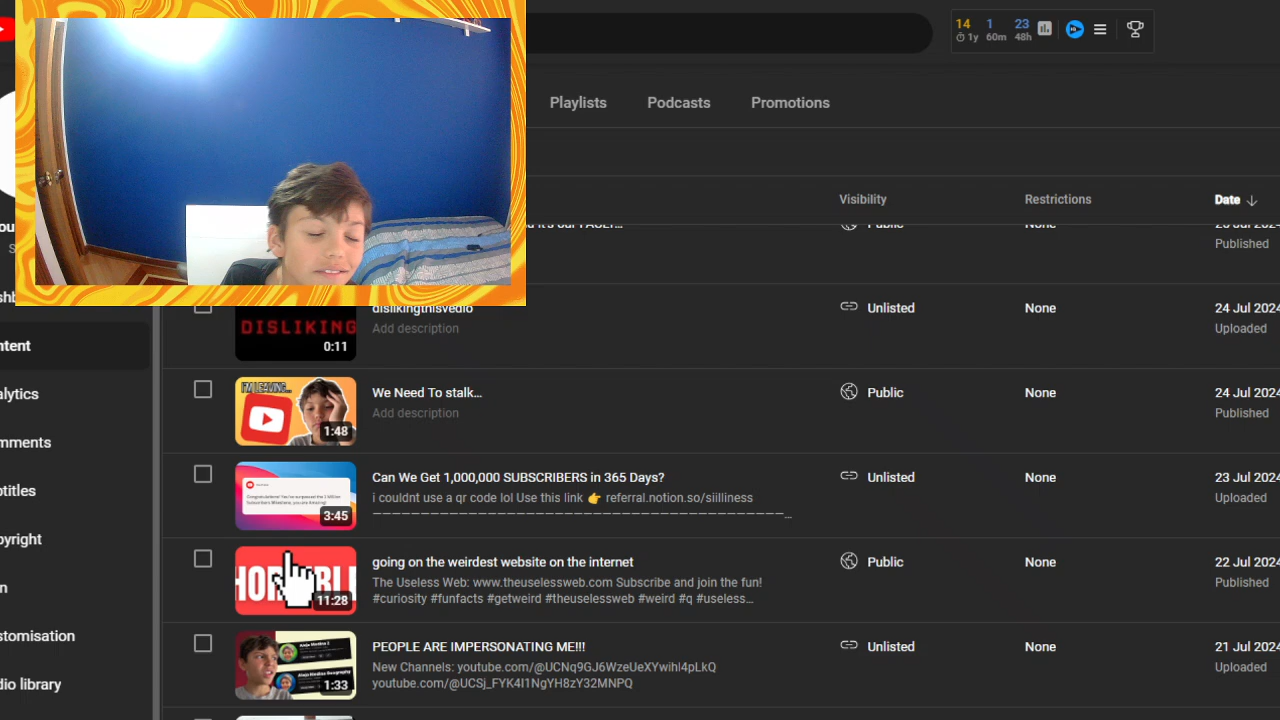 14 1 23
1y 60m 48h
Playlists Podcasts Promotions
Visibility Restrictions Date
Public
Published
ntent
alytics
mments
otitles
pyright
n
stomisation
dio library
dislikingthisvedio
Add description
DISLIKING
0:11
Unlisted None 24 Jul 2024
Uploaded
We Need To stalk...
Add description
I'M LEAVING...
1:48
Public None 24 Jul 2024
Published
Can We Get 1,000,000 SUBSCRIBERS in 365 Days?
i couldnt use a qr code lol Use this link 👉 referral.notion.so/siilliness
3:45
Unlisted None 23 Jul 2024
Uploaded
going on the weirdest website on the internet
The Useless Web: www.theuselessweb.com Subscribe and join the fun!
#curiosity #funfacts #getweird #theuselessweb #weird #q #useless...
11:28
Public None 22 Jul 2024
Published
PEOPLE ARE IMPERSONATING ME!!!
New Channels: youtube.com/@UCNq9GJ6WzeUeXYwihl4pLkQ
youtube.com/@UCSj_FYK4I1NgYH8zY32MNPQ
1:33
Unlisted None 21 Jul 2024
Uploaded